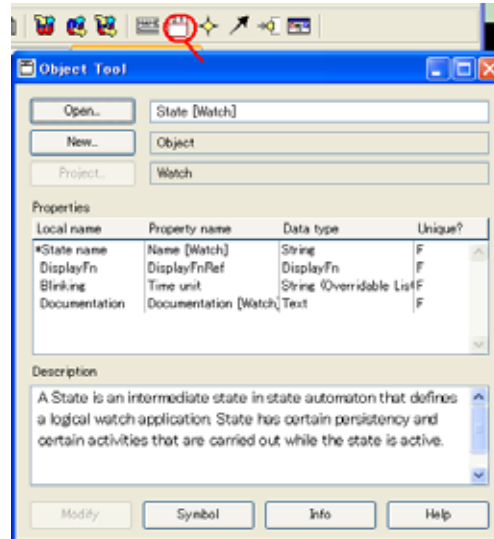 Object Tool
Open... State [Watch]
New... Object
Project... Watch
Properties
Local name Property name Data type Unique?
*State name Name [Watch] String F
DisplayFn DisplayFnRef DisplayFn F
Blinking Time unit String (Overridable List F
Documentation Documentation [Watch] Text F
Description
A State is an intermediate state in state automaton that defines
a logical watch application. State has certain persistency and
certain activities that are carried out while the state is active.
Modify Symbol Info Help